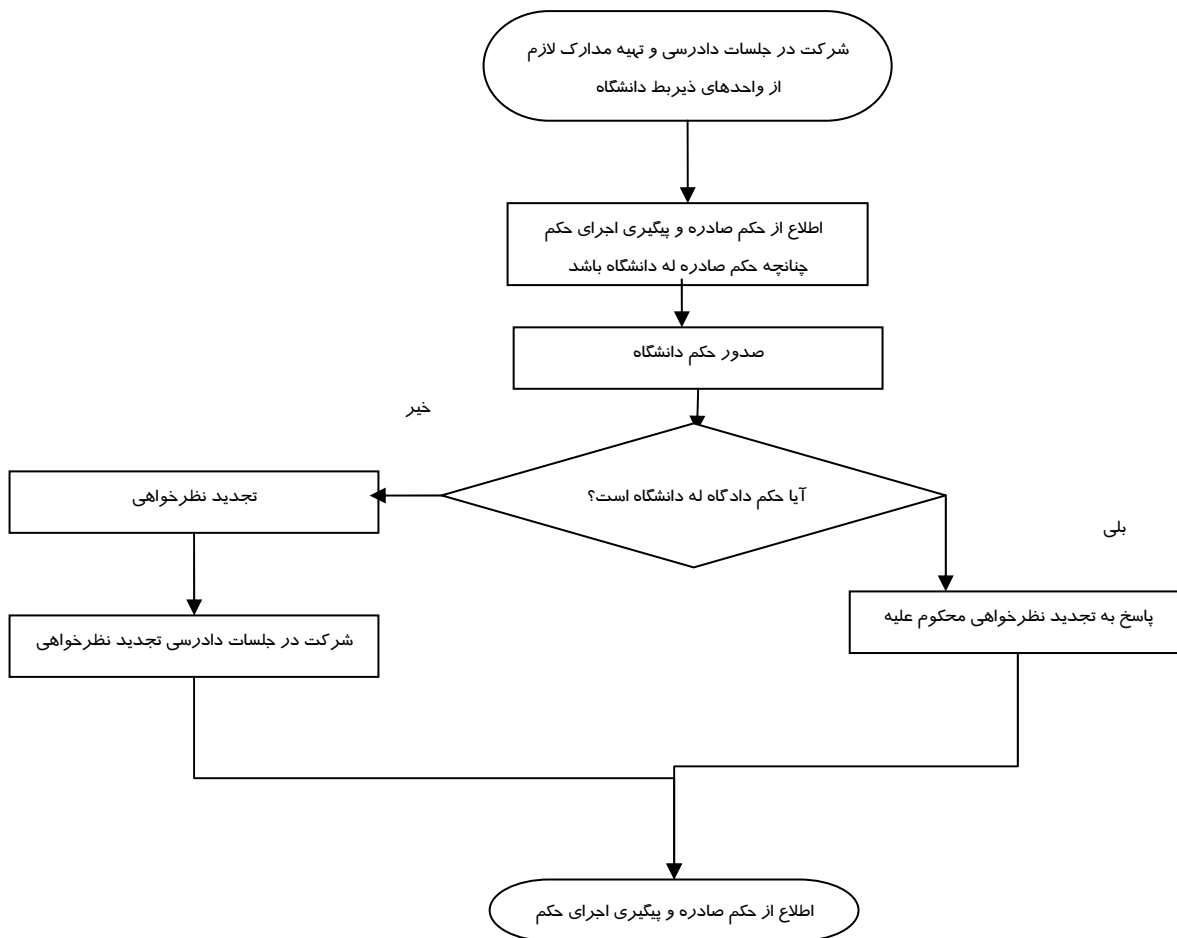 شرکت در جلسات دادرسی و تهیه مدارک لازم
از واحدهای ذیربط دانشگاه
اطلاع از حکم صادره و پیگیری اجرای حکم
چنانچه حکم صادره له دانشگاه باشد
صدور حکم دانشگاه
خیر
آیا حکم دادگاه له دانشگاه است؟
تجدید نظرخواهی
بلی
پاسخ به تجدید نظرخواهی محکوم علیه
شرکت در جلسات دادرسی تجدید نظرخواهی
اطلاع از حکم صادره و پیگیری اجرای حکم